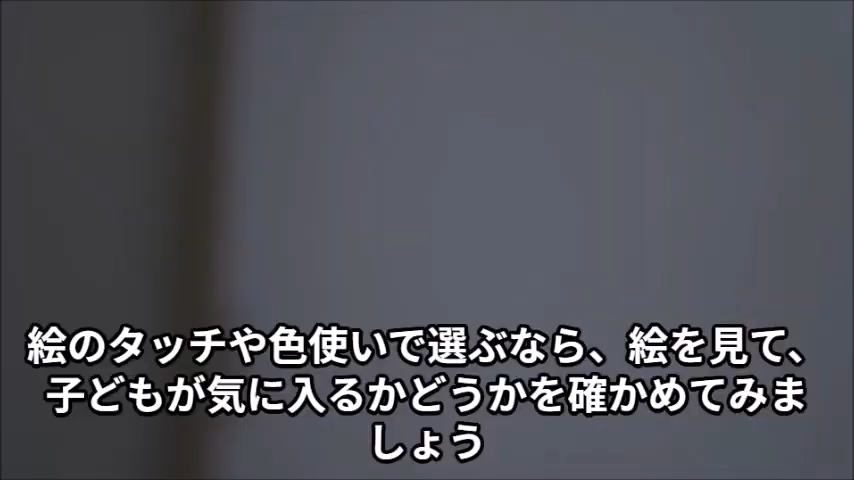 絵のタッチや色使いで選ぶなら、絵を見て、
子どもが気に入るかどうかを確かめてみま
しょう